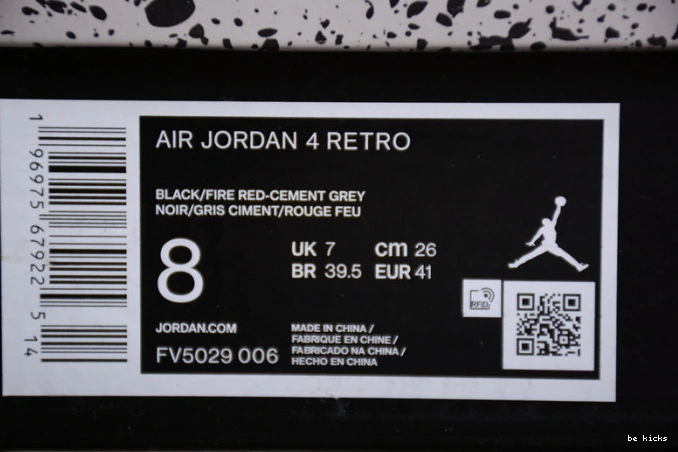 AIR JORDAN 4 RETRO
BLACK/FIRE RED-CEMENT GREY
NOIR/GRIS CIMENT/ROUGE FEU
8
UK 7 cm 26
BR 39.5 EUR 41
RFID
JORDAN.COM
FV5029 006
MADE IN CHINA /
FABRIQUE EN CHINE /
FABRICADO NA CHINA /
HECHO EN CHINA
1 96975 67922 5 14
be kicks